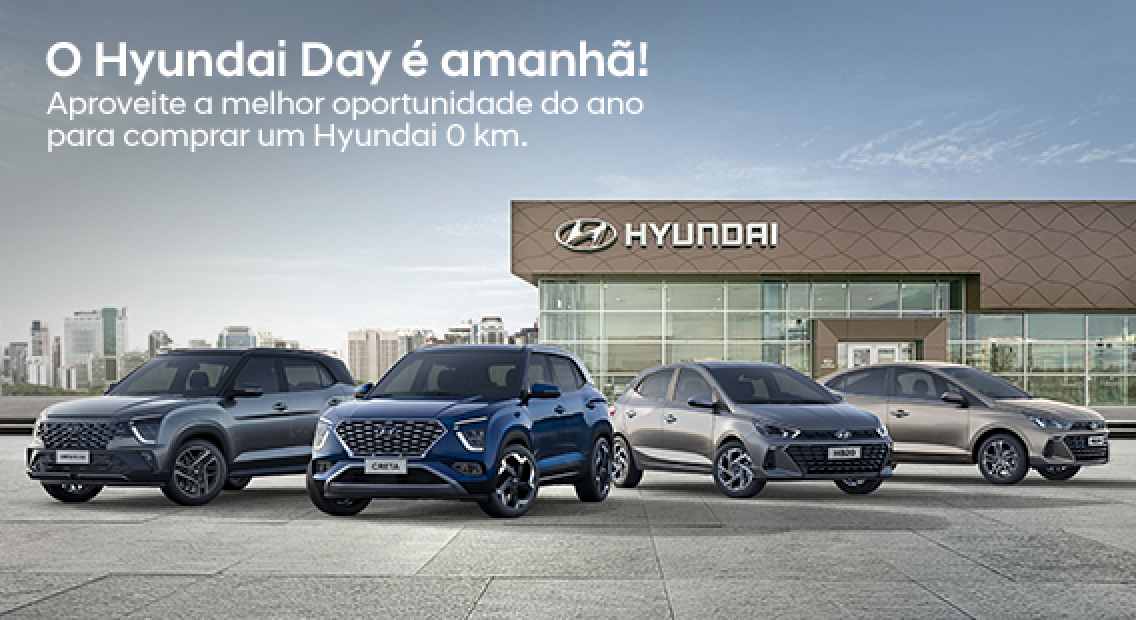 O Hyundai Day é amanhã!
Aproveite a melhor oportunidade do ano
para comprar um Hyundai 0 km.
HYUNDAI
CRETA
HB20